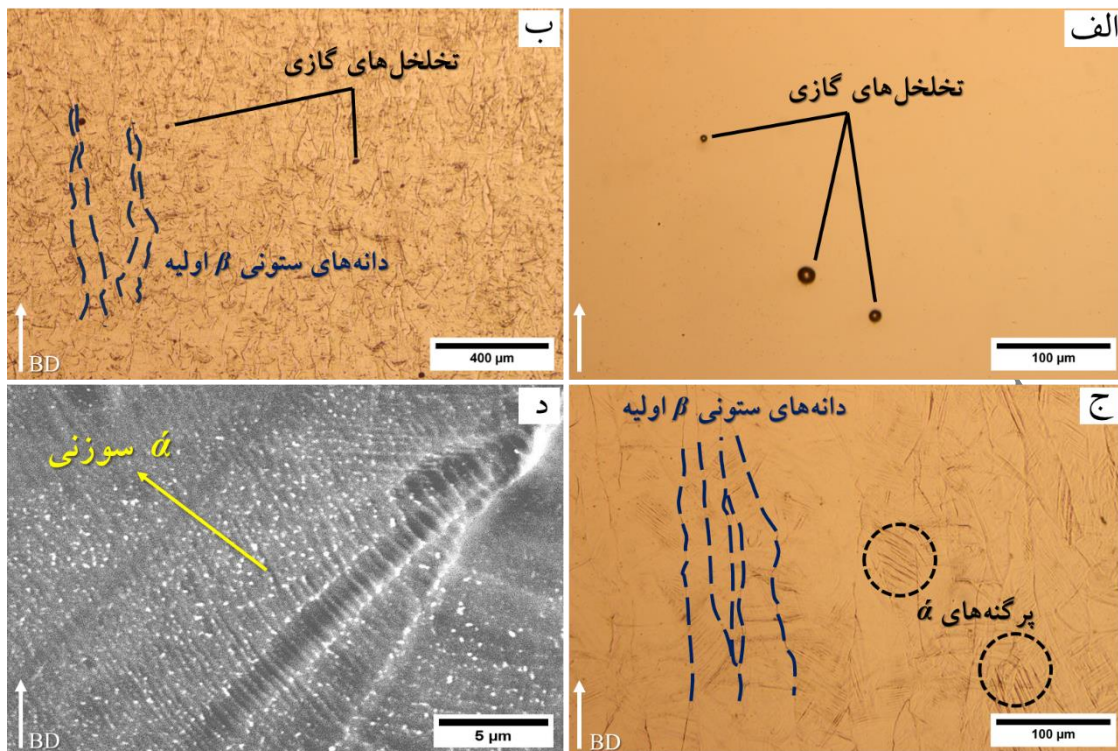 الف
تخلخل‌های گازی
BD
100 µm
ب
تخلخل‌های گازی
دانه‌های ستونی β اولیه
BD
400 µm
ج
دانه‌های ستونی β اولیه
پرگنه‌های ά
BD
100 µm
د
ά سوزنی
BD
5 µm